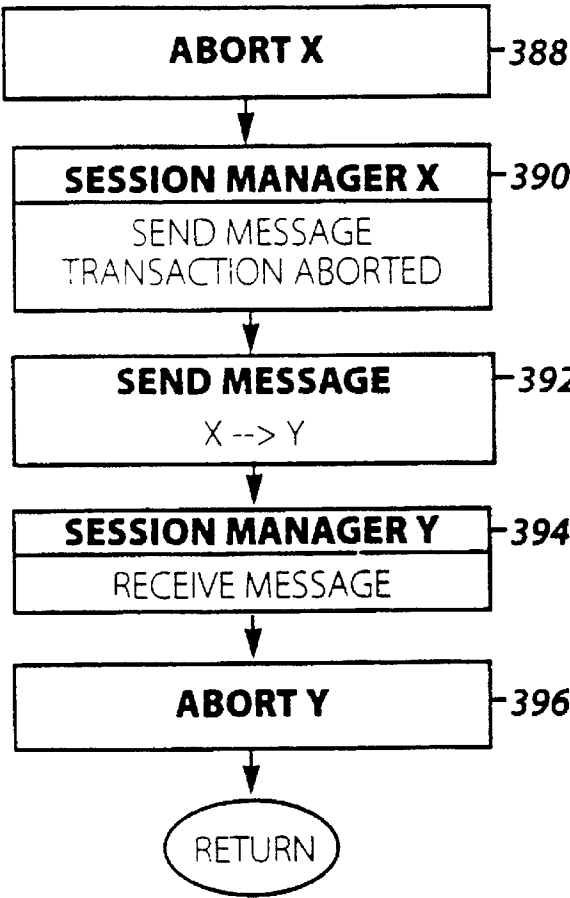 ABORT X
388
SESSION MANAGER X
390
SEND MESSAGE
TRANSACTION ABORTED
SEND MESSAGE
392
X --> Y
SESSION MANAGER Y
394
RECEIVE MESSAGE
ABORT Y
396
RETURN